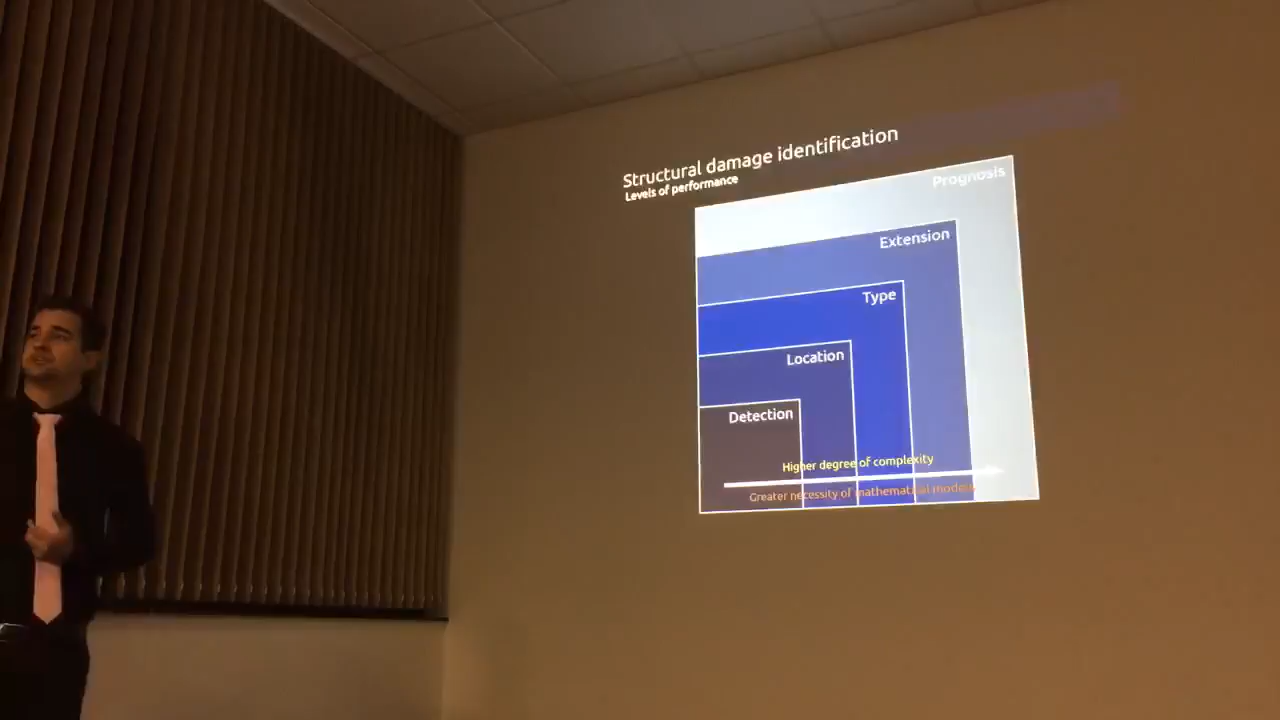 Structural damage identification
Levels of performance
Prognosis
Extension
Type
Location
Detection
Higher degree of complexity
Greater necessity of mathematical models